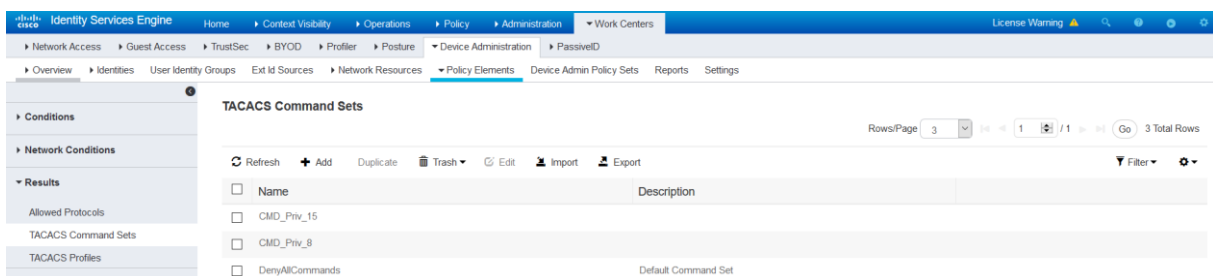 cisco Identity Services Engine Home Context Visibility Operations Policy Administration Work Centers License Warning
Network Access Guest Access TrustSec BYOD Profiler Posture Device Administration PassiveID
Overview Identities User Identity Groups Ext Id Sources Network Resources Policy Elements Device Admin Policy Sets Reports Settings
Conditions
Network Conditions
Results
Allowed Protocols
TACACS Command Sets
TACACS Profiles
TACACS Command Sets
Rows/Page 3 1 / 1 Go 3 Total Rows
Refresh Add Duplicate Trash Edit Import Export Filter
Name Description
CMD_Priv_15
CMD_Priv_8
DenyAllCommands Default Command Set